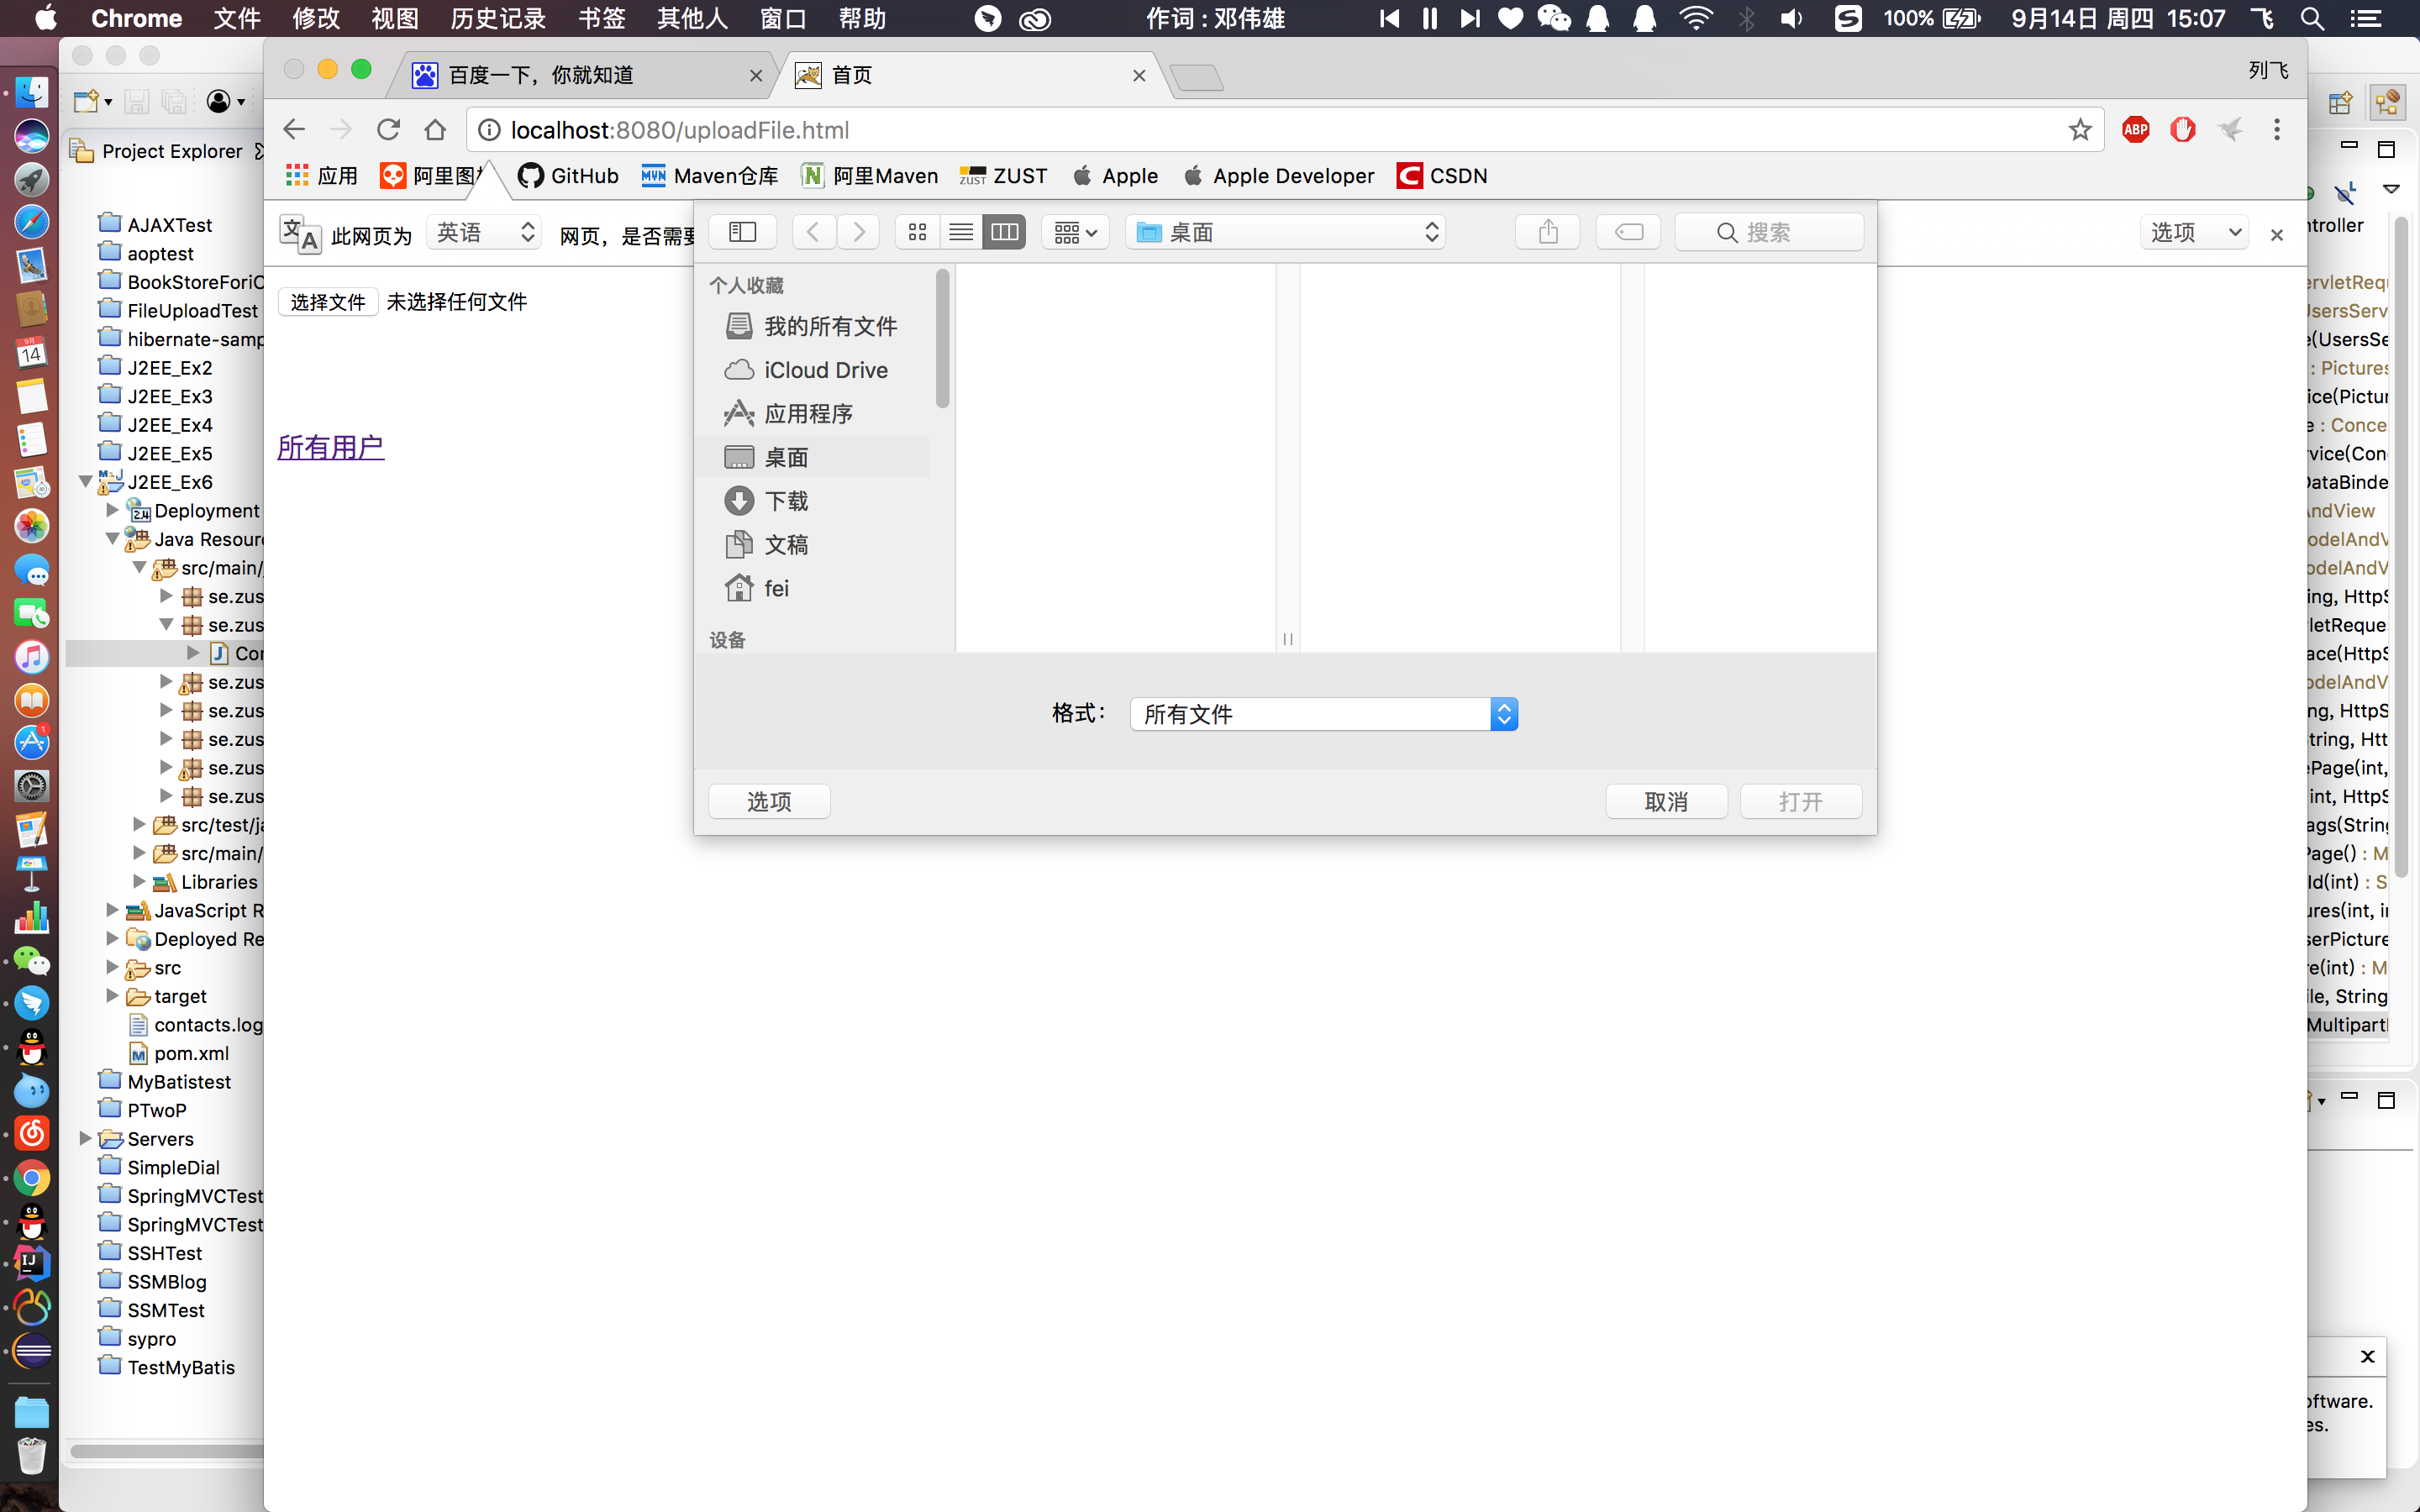 Chrome 文件 修改 视图 历史记录 书签 其他人 窗口 帮助 作词 : 邓伟雄 100% 9月14日 周四 15:07
百度一下，你就知道 首页 列飞
localhost:8080/uploadFile.html ABP
应用 阿里图 GitHub Maven仓库 阿里Maven ZUST Apple Apple Developer CSDN
此网页为 英语 网页，是否需要 选项
选择文件 未选择任何文件
所有用户
桌面 搜索
个人收藏
我的所有文件
iCloud Drive
应用程序
桌面
下载
文稿
fei
设备
格式： 所有文件
选项 取消 打开
Project Explorer
AJAXTest
aoptest
BookStoreForiC
FileUploadTest
hibernate-samp
J2EE_Ex2
J2EE_Ex3
J2EE_Ex4
J2EE_Ex5
J2EE_Ex6
Deployment
Java Resour
src/main/
se.zus
se.zus
Con
se.zus
se.zus
se.zus
se.zus
se.zus
src/test/ja
src/main/
Libraries
JavaScript R
Deployed Re
src
target
contacts.log
pom.xml
MyBatistest
PTwoP
Servers
SimpleDial
SpringMVCTest
SpringMVCTest
SSHTest
SSMBlog
SSMTest
sypro
TestMyBatis
ntroller
ervletRequ
UsersServ
e(UsersSe
: Pictures
ice(Pictur
e : Conce
vice(Con
DataBinde
AndView
odelAndV
odelAndV
ing, HttpS
vletReque
ace(HttpS
odelAndV
ng, HttpS
String, Htt
ePage(int,
int, HttpS
ags(String
Page() : M
Id(int) : S
ures(int, i
serPicture
re(int) : M
ile, String
Multipart
oftware.
es.